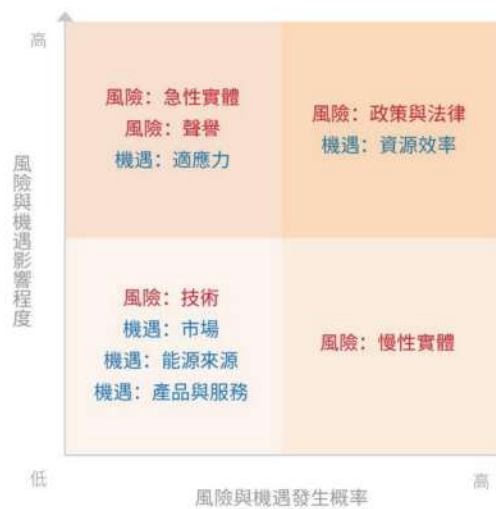 高
風險：急性實體
風險：聲譽
機遇：適應力
風險：政策與法律
機遇：資源效率
風險與機遇影響程度
風險：技術
機遇：市場
機遇：能源來源
機遇：產品與服務
風險：慢性實體
低
高
風險與機遇發生概率